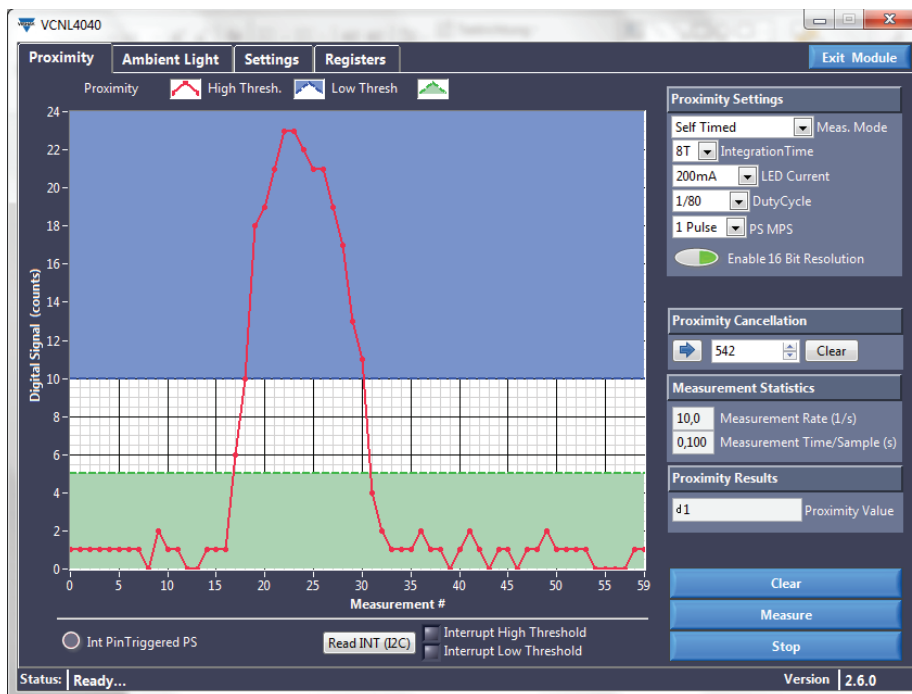 VISHAY
VCNL4040
Proximity
Ambient Light
Settings
Registers
Exit Module
Proximity
High Thresh.
Low Thresh
Digital Signal (counts)
24
22
20
18
16
14
12
10
8
6
4
2
0
0
5
10
15
20
25
30
35
40
45
50
55
59
Measurement #
Int PinTriggered PS
Read INT (I2C)
Interrupt High Threshold
Interrupt Low Threshold
Proximity Settings
Self Timed
Meas. Mode
8T
IntegrationTime
200mA
LED Current
1/80
DutyCycle
1 Pulse
PS MPS
Enable 16 Bit Resolution
Proximity Cancellation
542
Clear
Measurement Statistics
10,0
Measurement Rate (1/s)
0,100
Measurement Time/Sample (s)
Proximity Results
d1
Proximity Value
Clear
Measure
Stop
Status:
Ready...
Version
2.6.0